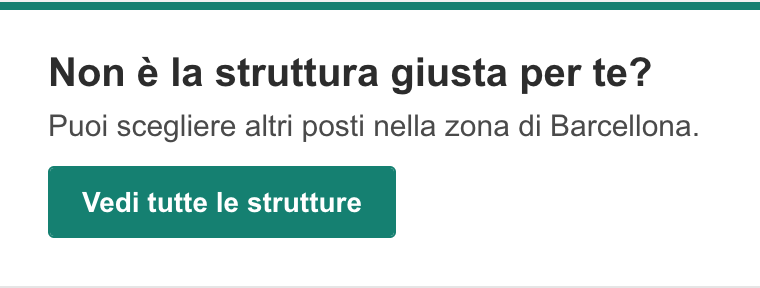 Non è la struttura giusta per te?
Puoi scegliere altri posti nella zona di Barcellona.
Vedi tutte le strutture